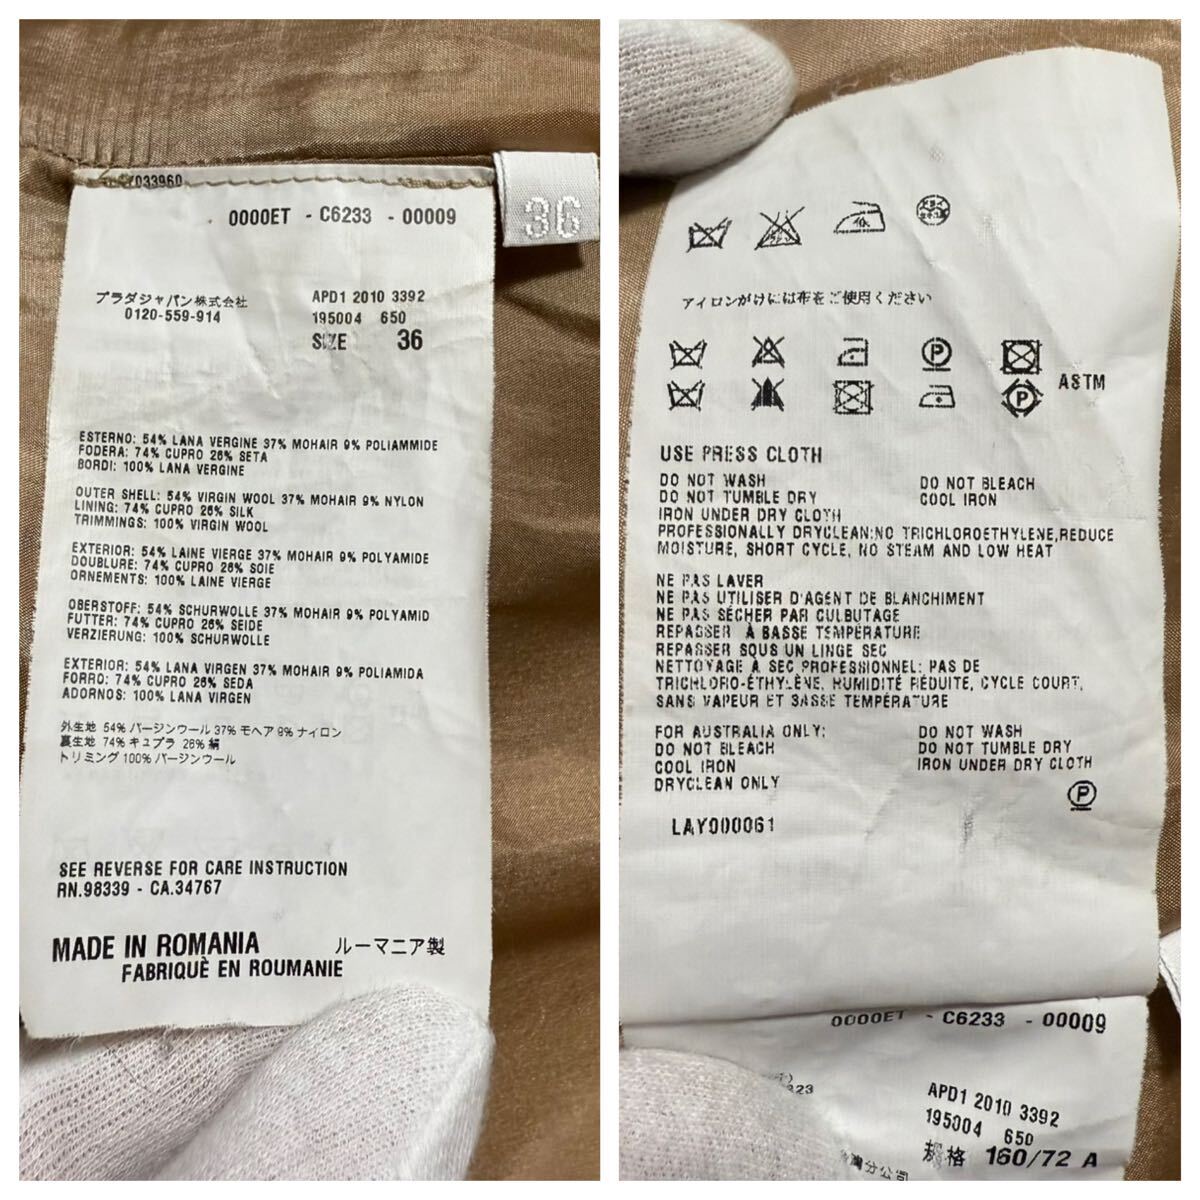 033960
36
0000ET - C6233 - 00009
プラダジャパン株式会社
0120-559-914
APD1 2010 3392
195004 650
SIZE 36
ESTERNO: 54% LANA VERGINE 37% MOHAIR 9% POLIAMMIDE
FODERA: 74% CUPRO 26% SETA
BORDI: 100% LANA VERGINE
OUTER SHELL: 54% VIRGIN WOOL 37% MOHAIR 9% NYLON
LINING: 74% CUPRO 26% SILK
TRIMMINGS: 100% VIRGIN WOOL
EXTERIOR: 54% LAINE VIERGE 37% MOHAIR 9% POLYAMIDE
DOUBLURE: 74% CUPRO 26% SOIE
ORNEMENTS: 100% LAINE VIERGE
OBERSTOFF: 54% SCHURWOLLE 37% MOHAIR 9% POLYAMID
FUTTER: 74% CUPRO 26% SEIDE
VERZIERUNG: 100% SCHURWOLLE
EXTERIOR: 54% LANA VIRGEN 37% MOHAIR 9% POLIAMIDA
FORRO: 74% CUPRO 26% SEDA
ADORNOS: 100% LANA VIRGEN
外生地 54% バージンウール 37% モヘア 9% ナイロン
裏生地 74% キュプラ 26% 絹
トリミング 100% バージンウール
SEE REVERSE FOR CARE INSTRUCTION
RN.98339 - CA.34767
MADE IN ROMANIA ルーマニア製
FABRIQUÈ EN ROUMANIE
低
アイロンがけには布をご使用ください
P
P
ASTM
USE PRESS CLOTH
DO NOT WASH DO NOT BLEACH
DO NOT TUMBLE DRY COOL IRON
IRON UNDER DRY CLOTH
PROFESSIONALLY DRYCLEAN:NO TRICHLOROETHYLENE,REDUCE
MOISTURE, SHORT CYCLE, NO STEAM AND LOW HEAT
NE PAS LAVER
NE PAS UTILISER D'AGENT DE BLANCHIMENT
NE PAS SÉCHER PAR CULBUTAGE
REPASSER À BASSE TEMPÉRATURE
REPASSER SOUS UN LINGE SEC
NETTOYAGE À SEC PROFESSIONNEL: PAS DE
TRICHLORO-ÉTHYLÈNE, HUMIDITÉ RÉDUITE, CYCLE COURT,
SANS VAPEUR ET BASSE TEMPÉRATURE
FOR AUSTRALIA ONLY: DO NOT WASH
DO NOT BLEACH DO NOT TUMBLE DRY
COOL IRON IRON UNDER DRY CLOTH
DRYCLEAN ONLY
P
LAY000061
0000ET - C6233 - 00009
APD1 2010 3392
195004 650
規格 160/72 A
灣分公司